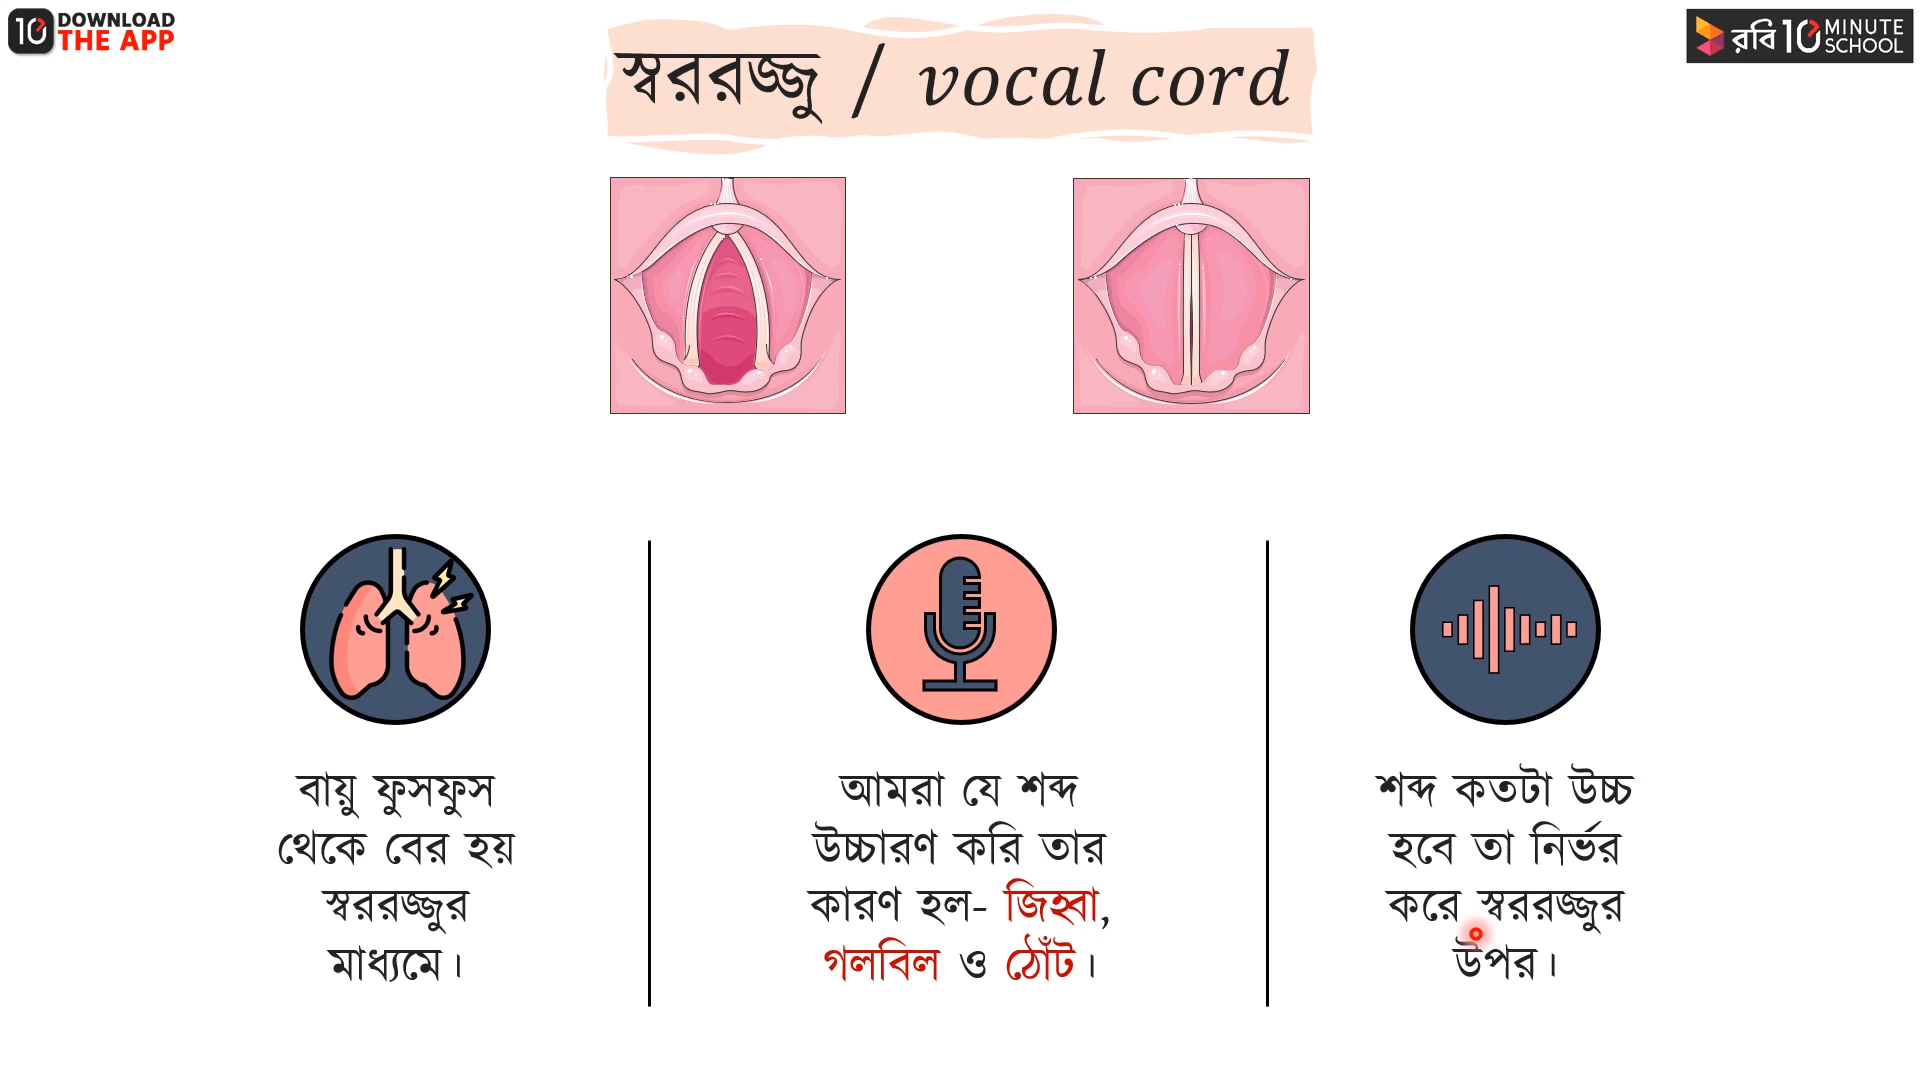 DOWNLOAD
THE APP
রবি 10 MINUTE
SCHOOL
স্বররজ্জু / vocal cord
বায়ু ফুসফুস
থেকে বের হয়
স্বররজ্জুর
মাধ্যমে।
আমরা যে শব্দ
উচ্চারণ করি তার
কারণ হল- জিহ্বা,
গলবিল ও ঠোঁট।
শব্দ কতটা উচ্চ
হবে তা নির্ভর
করে স্বররজ্জুর
উপর।